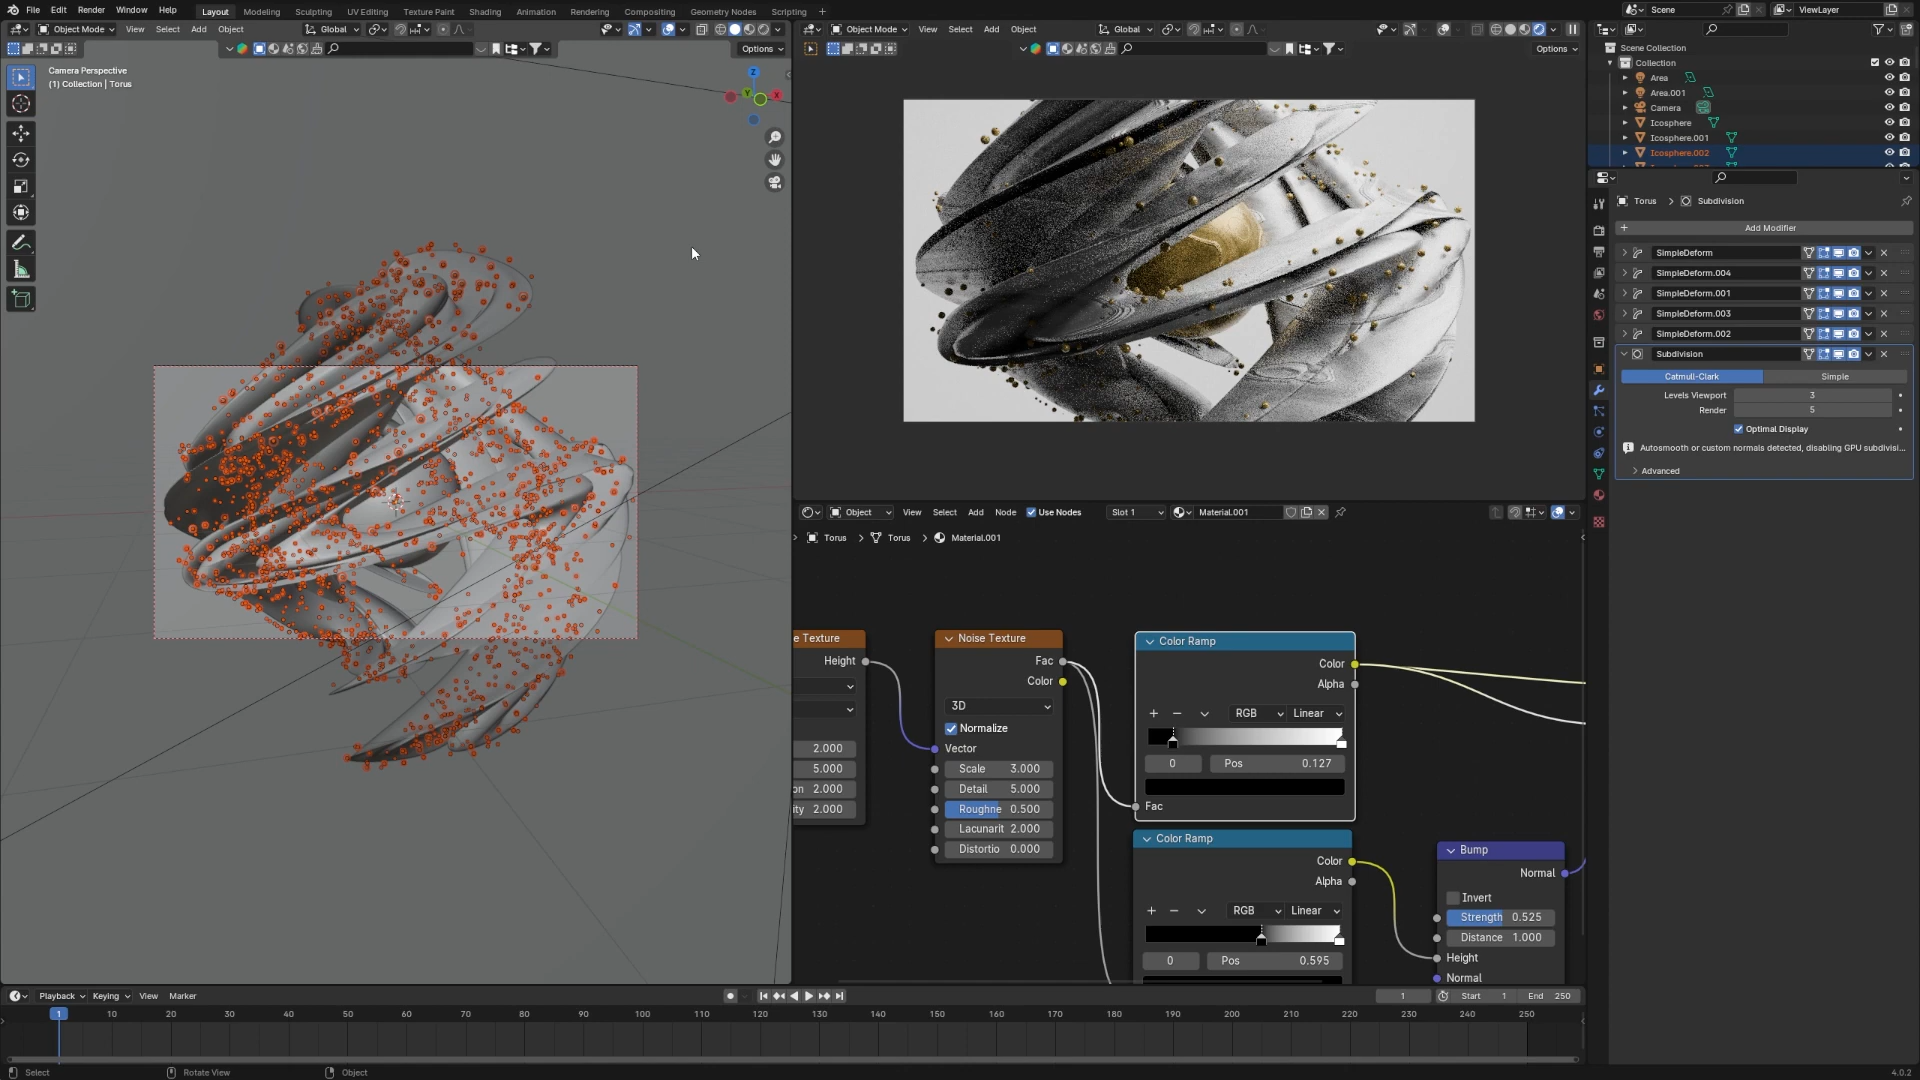 File Edit Render Window Help Layout Modeling Sculpting UV Editing Texture Paint Shading Animation Rendering Compositing Geometry Nodes Scripting + Scene ViewLayer
Object Mode View Select Add Object Global
Options
Camera Perspective
(1) Collection | Torus
Z
Y
X
Object Mode View Select Add Object Global
Options
Scene Collection
Collection
Area
Area.001
Camera
Icosphere
Icosphere.001
Icosphere.002
Torus > Subdivision
+ Add Modifier
SimpleDeform
SimpleDeform.004
SimpleDeform.001
SimpleDeform.003
SimpleDeform.002
Subdivision
Catmull-Clark Simple
Levels Viewport 3
Render 5
Optimal Display
Autosmooth or custom normals detected, disabling GPU subdivisi...
Advanced
Object View Select Add Node Use Nodes Slot 1 Material.001
Torus > Torus > Material.001
e Texture
Height
2.000
5.000
on 2.000
ity 2.000
Noise Texture
Fac
Color
3D
Normalize
Vector
Scale 3.000
Detail 5.000
Roughne 0.500
Lacunarit 2.000
Distortio 0.000
Color Ramp
Color
Alpha
+ − RGB Linear
0 Pos 0.127
Fac
Color Ramp
Color
Alpha
+ − RGB Linear
0 Pos 0.595
Bump
Normal
Invert
Strength 0.525
Distance 1.000
Height
Normal
Playback Keying View Marker 1 Start 1 End 250
1 10 20 30 40 50 60 70 80 90 100 110 120 130 140 150 160 170 180 190 200 210 220 230 240 250
Select Rotate View Object 4.0.2